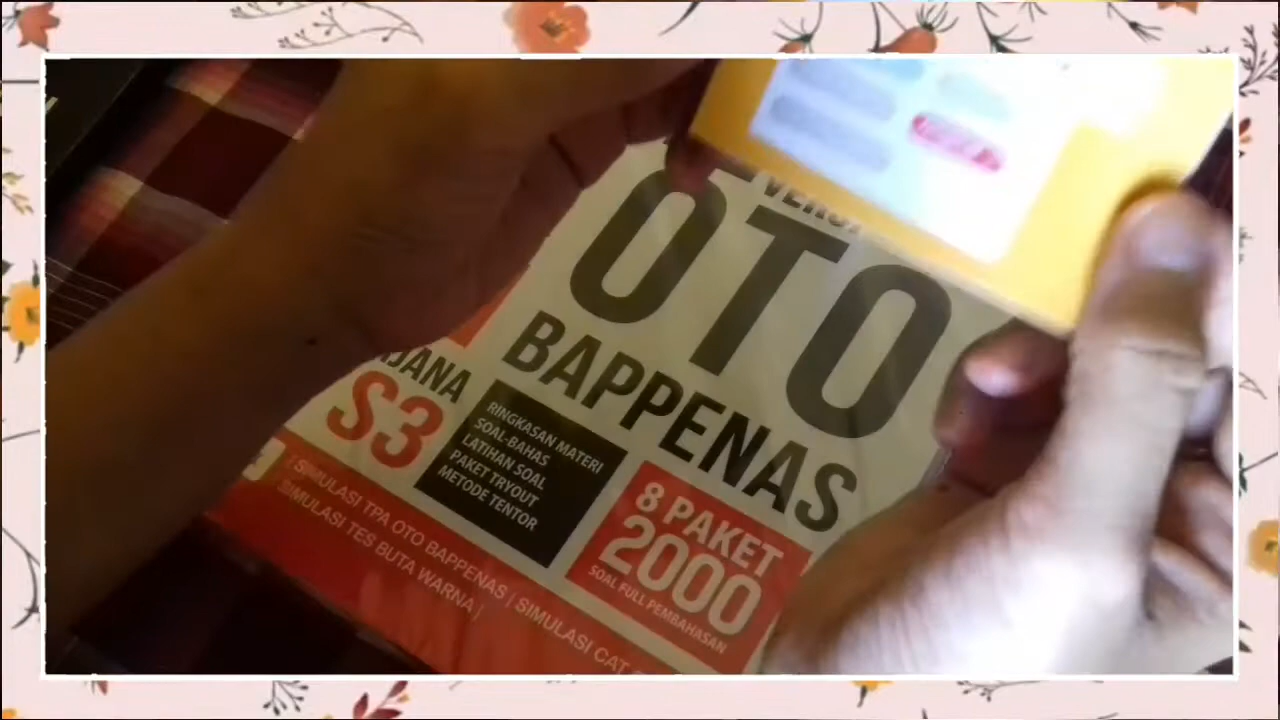 OTO
BAPPENAS
S3
RINGKASAN MATERI
SOAL-BAHAS
LATIHAN SOAL
PAKET TRYOUT
METODE TENTOR
8 PAKET
2000
SOAL FULL PEMBAHASAN
| SIMULASI TPA OTO BAPPENAS | SIMULASI CAT
SIMULASI TES BUTA WARNA |